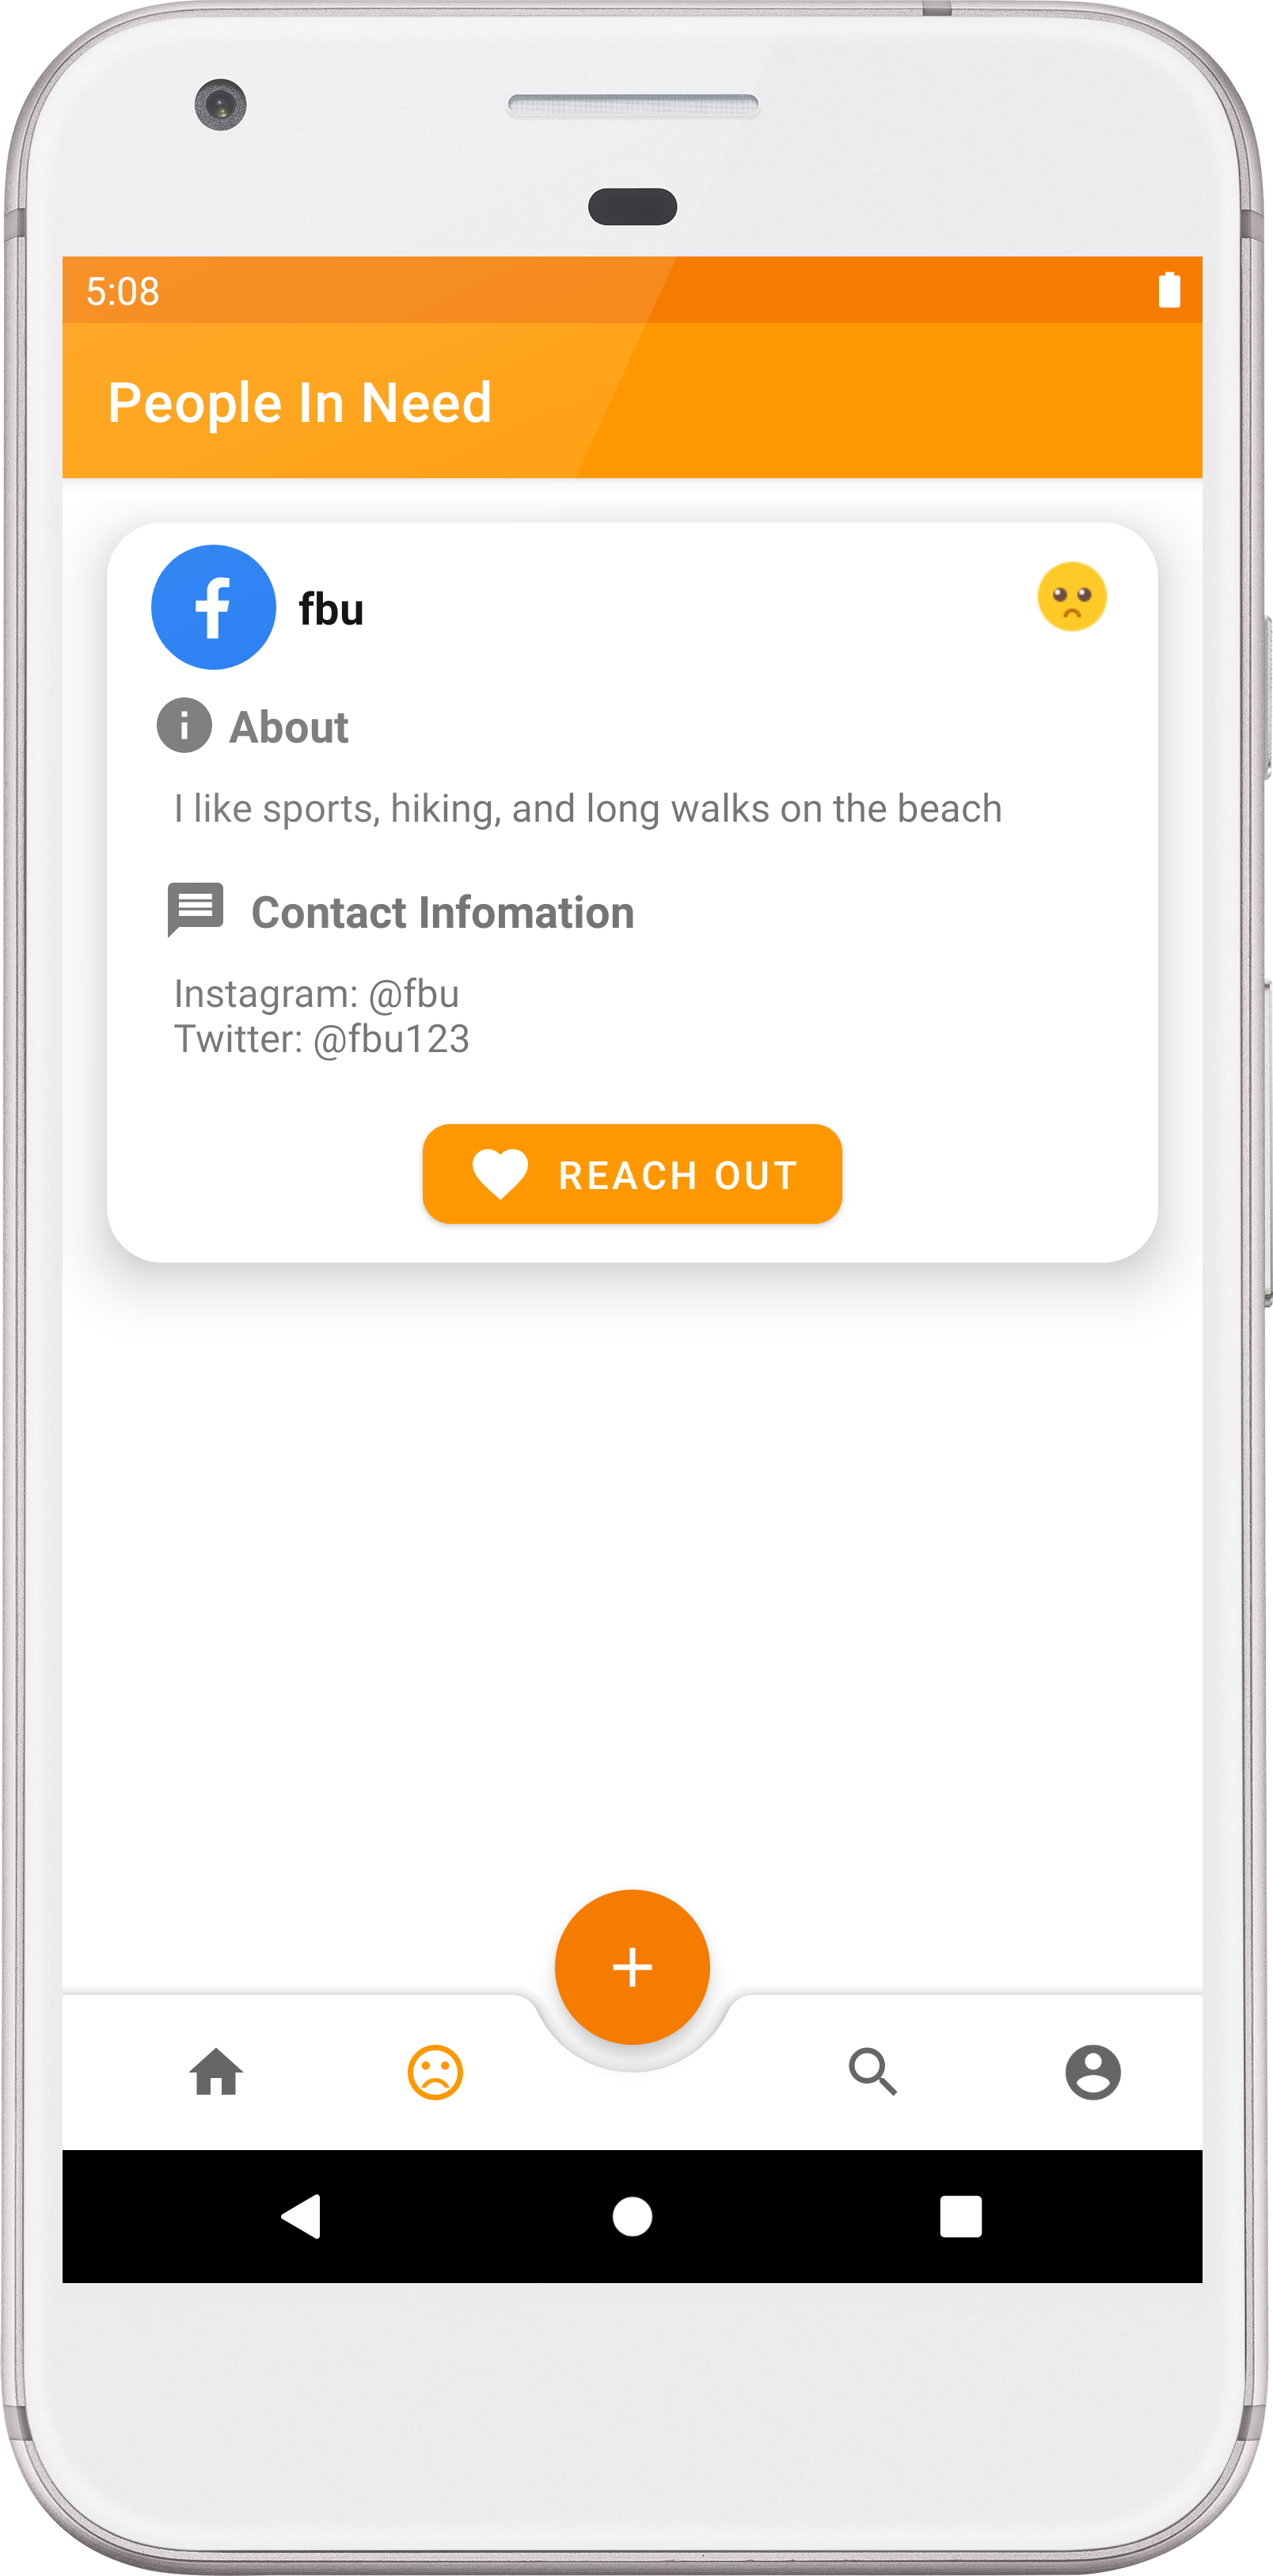 5:08
People In Need
fbu
About
I like sports, hiking, and long walks on the beach
Contact Infomation
Instagram: @fbu
Twitter: @fbu123
REACH OUT